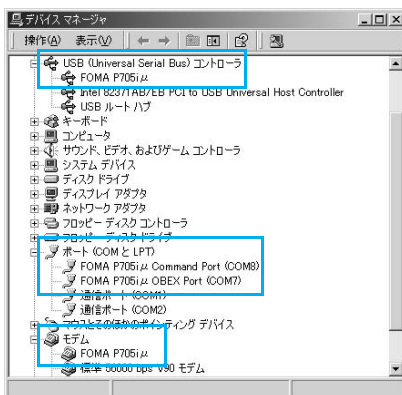 デバイス マネージャ
操作(A) 表示(V)
USB (Universal Serial Bus) コントローラ
FOMA P705iμ
Intel 82371AB/EB PCI to USB Universal Host Controller
USB ルート ハブ
キーボード
コンピュータ
サウンド、ビデオ、およびゲーム コントローラ
システム デバイス
ディスク ドライブ
ディスプレイ アダプタ
ネットワーク アダプタ
フロッピー ディスク コントローラ
フロッピー ディスク ドライブ
ポート (COM と LPT)
FOMA P705iμ Command Port (COM8)
FOMA P705iμ OBEX Port (COM7)
通信ポート (COM1)
通信ポート (COM2)
マウスとそのほかのポインティング デバイス
モデム
FOMA P705iμ
標準 56000 bps V90 モデム